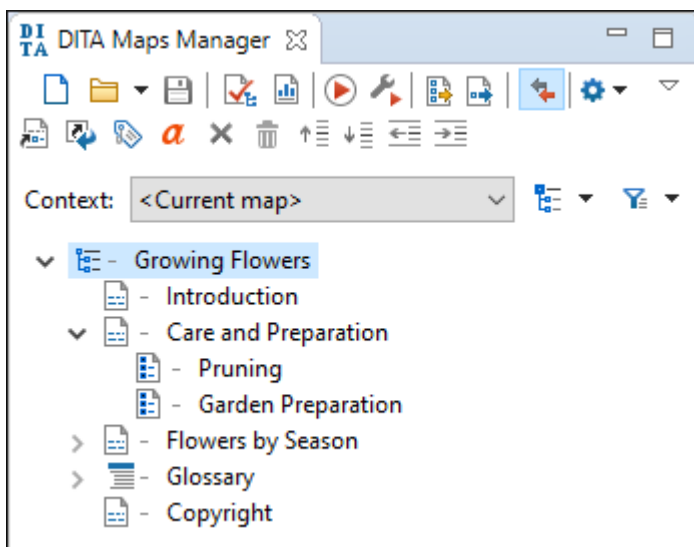 DITA DITA Maps Manager
Context: <Current map>
Growing Flowers
- Introduction
- Care and Preparation
- Pruning
- Garden Preparation
- Flowers by Season
- Glossary
- Copyright